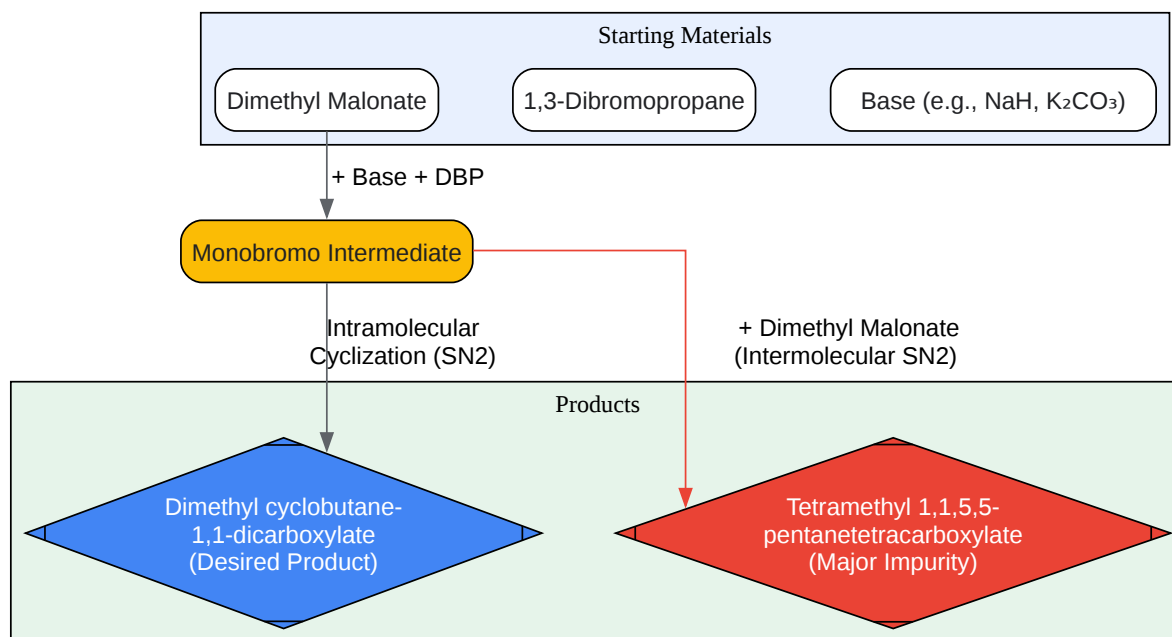 Starting Materials
Dimethyl Malonate
1,3-Dibromopropane
Base (e.g., NaH, K₂CO₃)
+ Base + DBP
Monobromo Intermediate
Intramolecular
Cyclization (SN2)
+ Dimethyl Malonate
(Intermolecular SN2)
Products
Dimethyl cyclobutane-
1,1-dicarboxylate
(Desired Product)
Tetramethyl 1,1,5,5-
pentanetetracarboxylate
(Major Impurity)